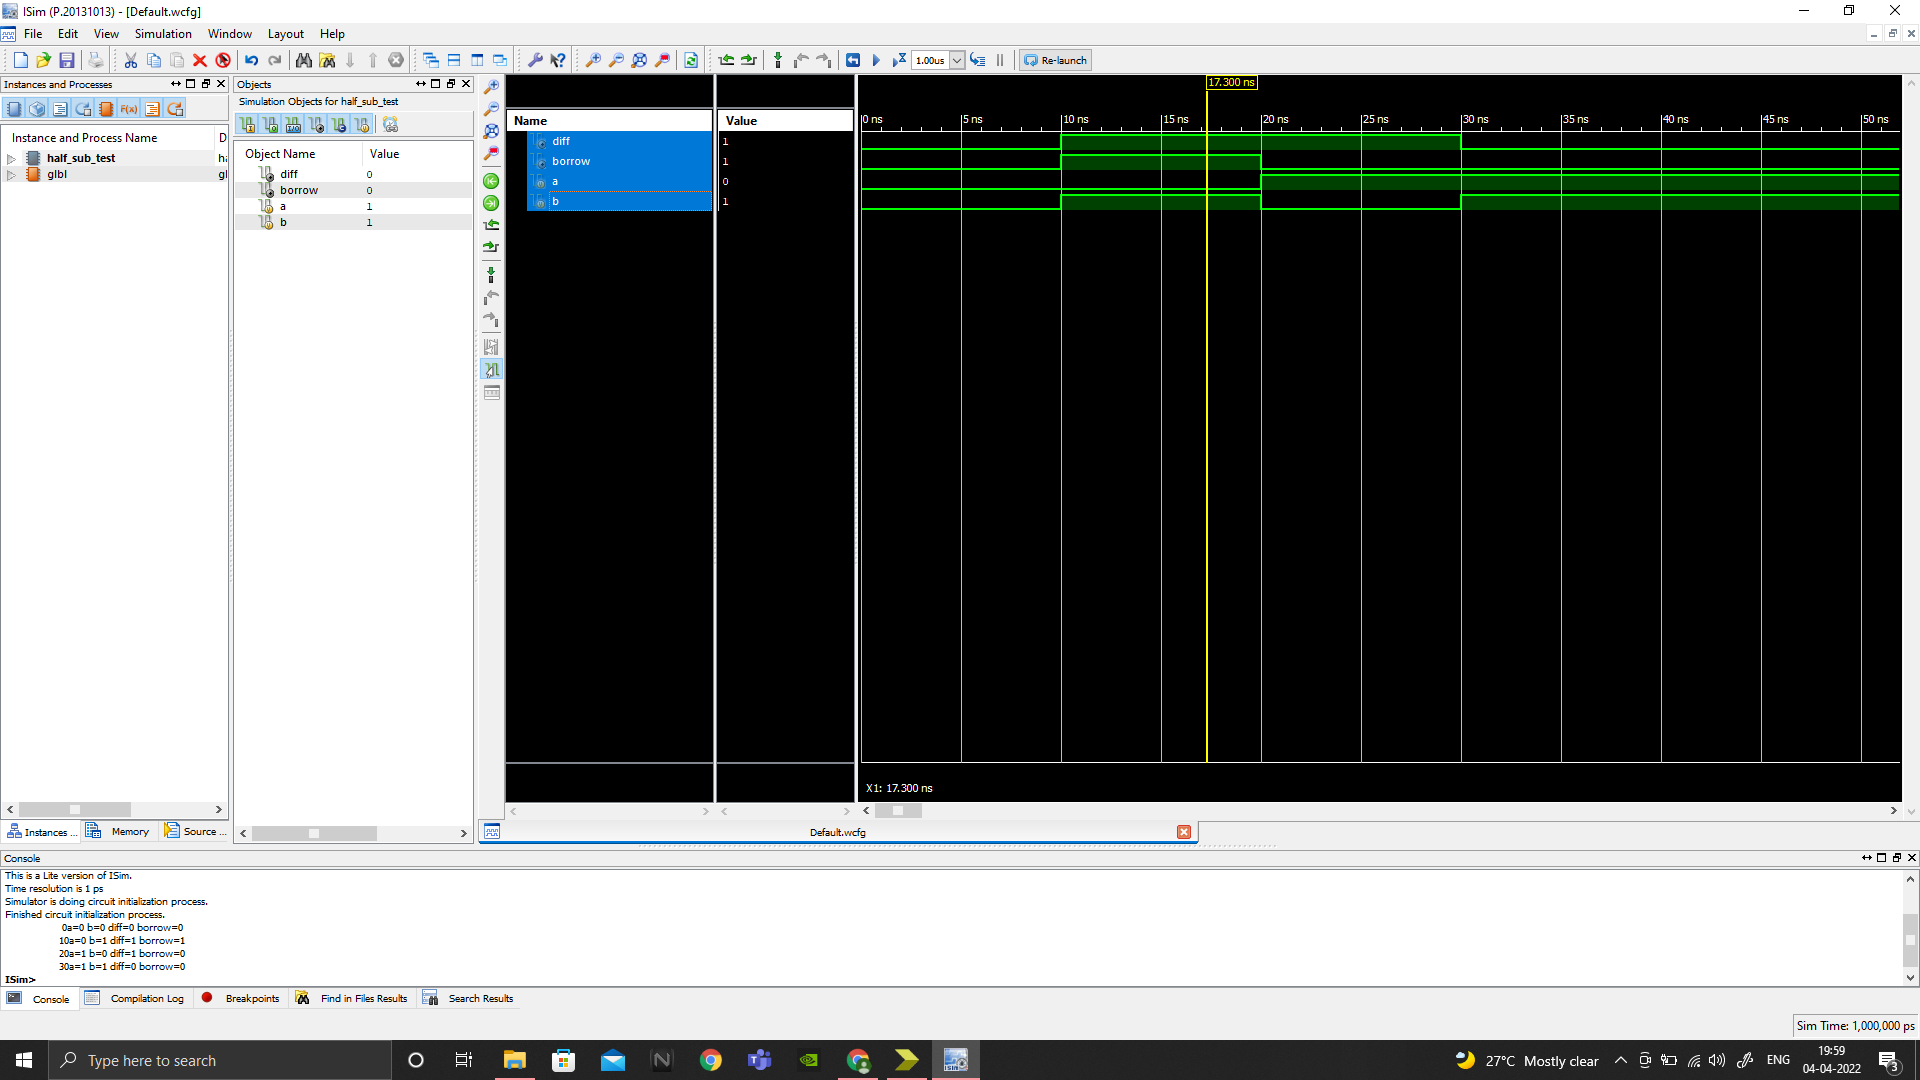 ISim (P.20131013) - [Default.wcfg]
File Edit View Simulation Window Layout Help
1.00us Re-launch
Instances and Processes
Instance and Process Name D
half_sub_test
glbl gl
Instances ... Memory Source ...
Objects
Simulation Objects for half_sub_test
Object Name Value
diff 0
borrow 0
a 1
b 1
Name Value
diff 1
borrow 1
a 0
b 1
17.300 ns
0 ns 5 ns 10 ns 15 ns 20 ns 25 ns 30 ns 35 ns 40 ns 45 ns 50 ns
X1: 17.300 ns
Default.wcfg
Console
This is a Lite version of ISim.
Time resolution is 1 ps
Simulator is doing circuit initialization process.
Finished circuit initialization process.
0a=0 b=0 diff=0 borrow=0
10a=0 b=1 diff=1 borrow=1
20a=1 b=0 diff=1 borrow=0
30a=1 b=1 diff=0 borrow=0
ISim>
Console Compilation Log Breakpoints Find in Files Results Search Results
Sim Time: 1,000,000 ps
Type here to search
27°C Mostly clear ENG 19:59
04-04-2022 3